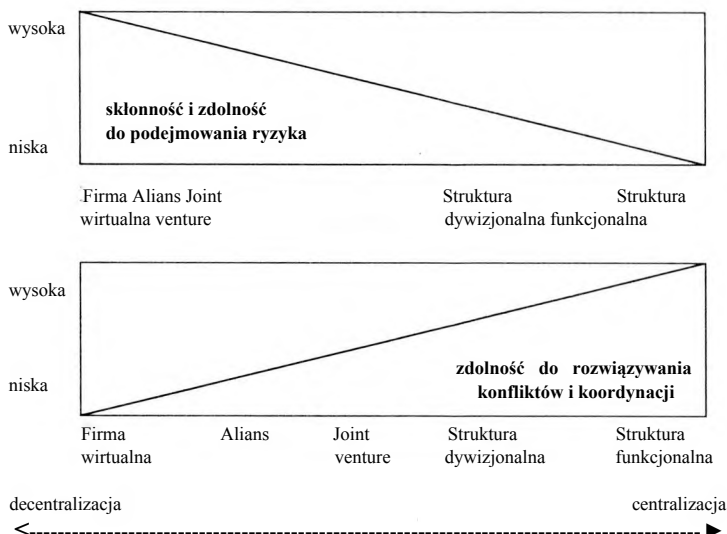 wysoka
skłonność i zdolność
do podejmowania ryzyka
niska
Firma Alians Joint Struktura Struktura
wirtualna venture dywizjonalna funkcjonalna
wysoka
zdolność do rozwiązywania
konfliktów i koordynacji
niska
Firma Alians Joint Struktura Struktura
wirtualna venture dywizjonalna funkcjonalna
decentralizacja centralizacja